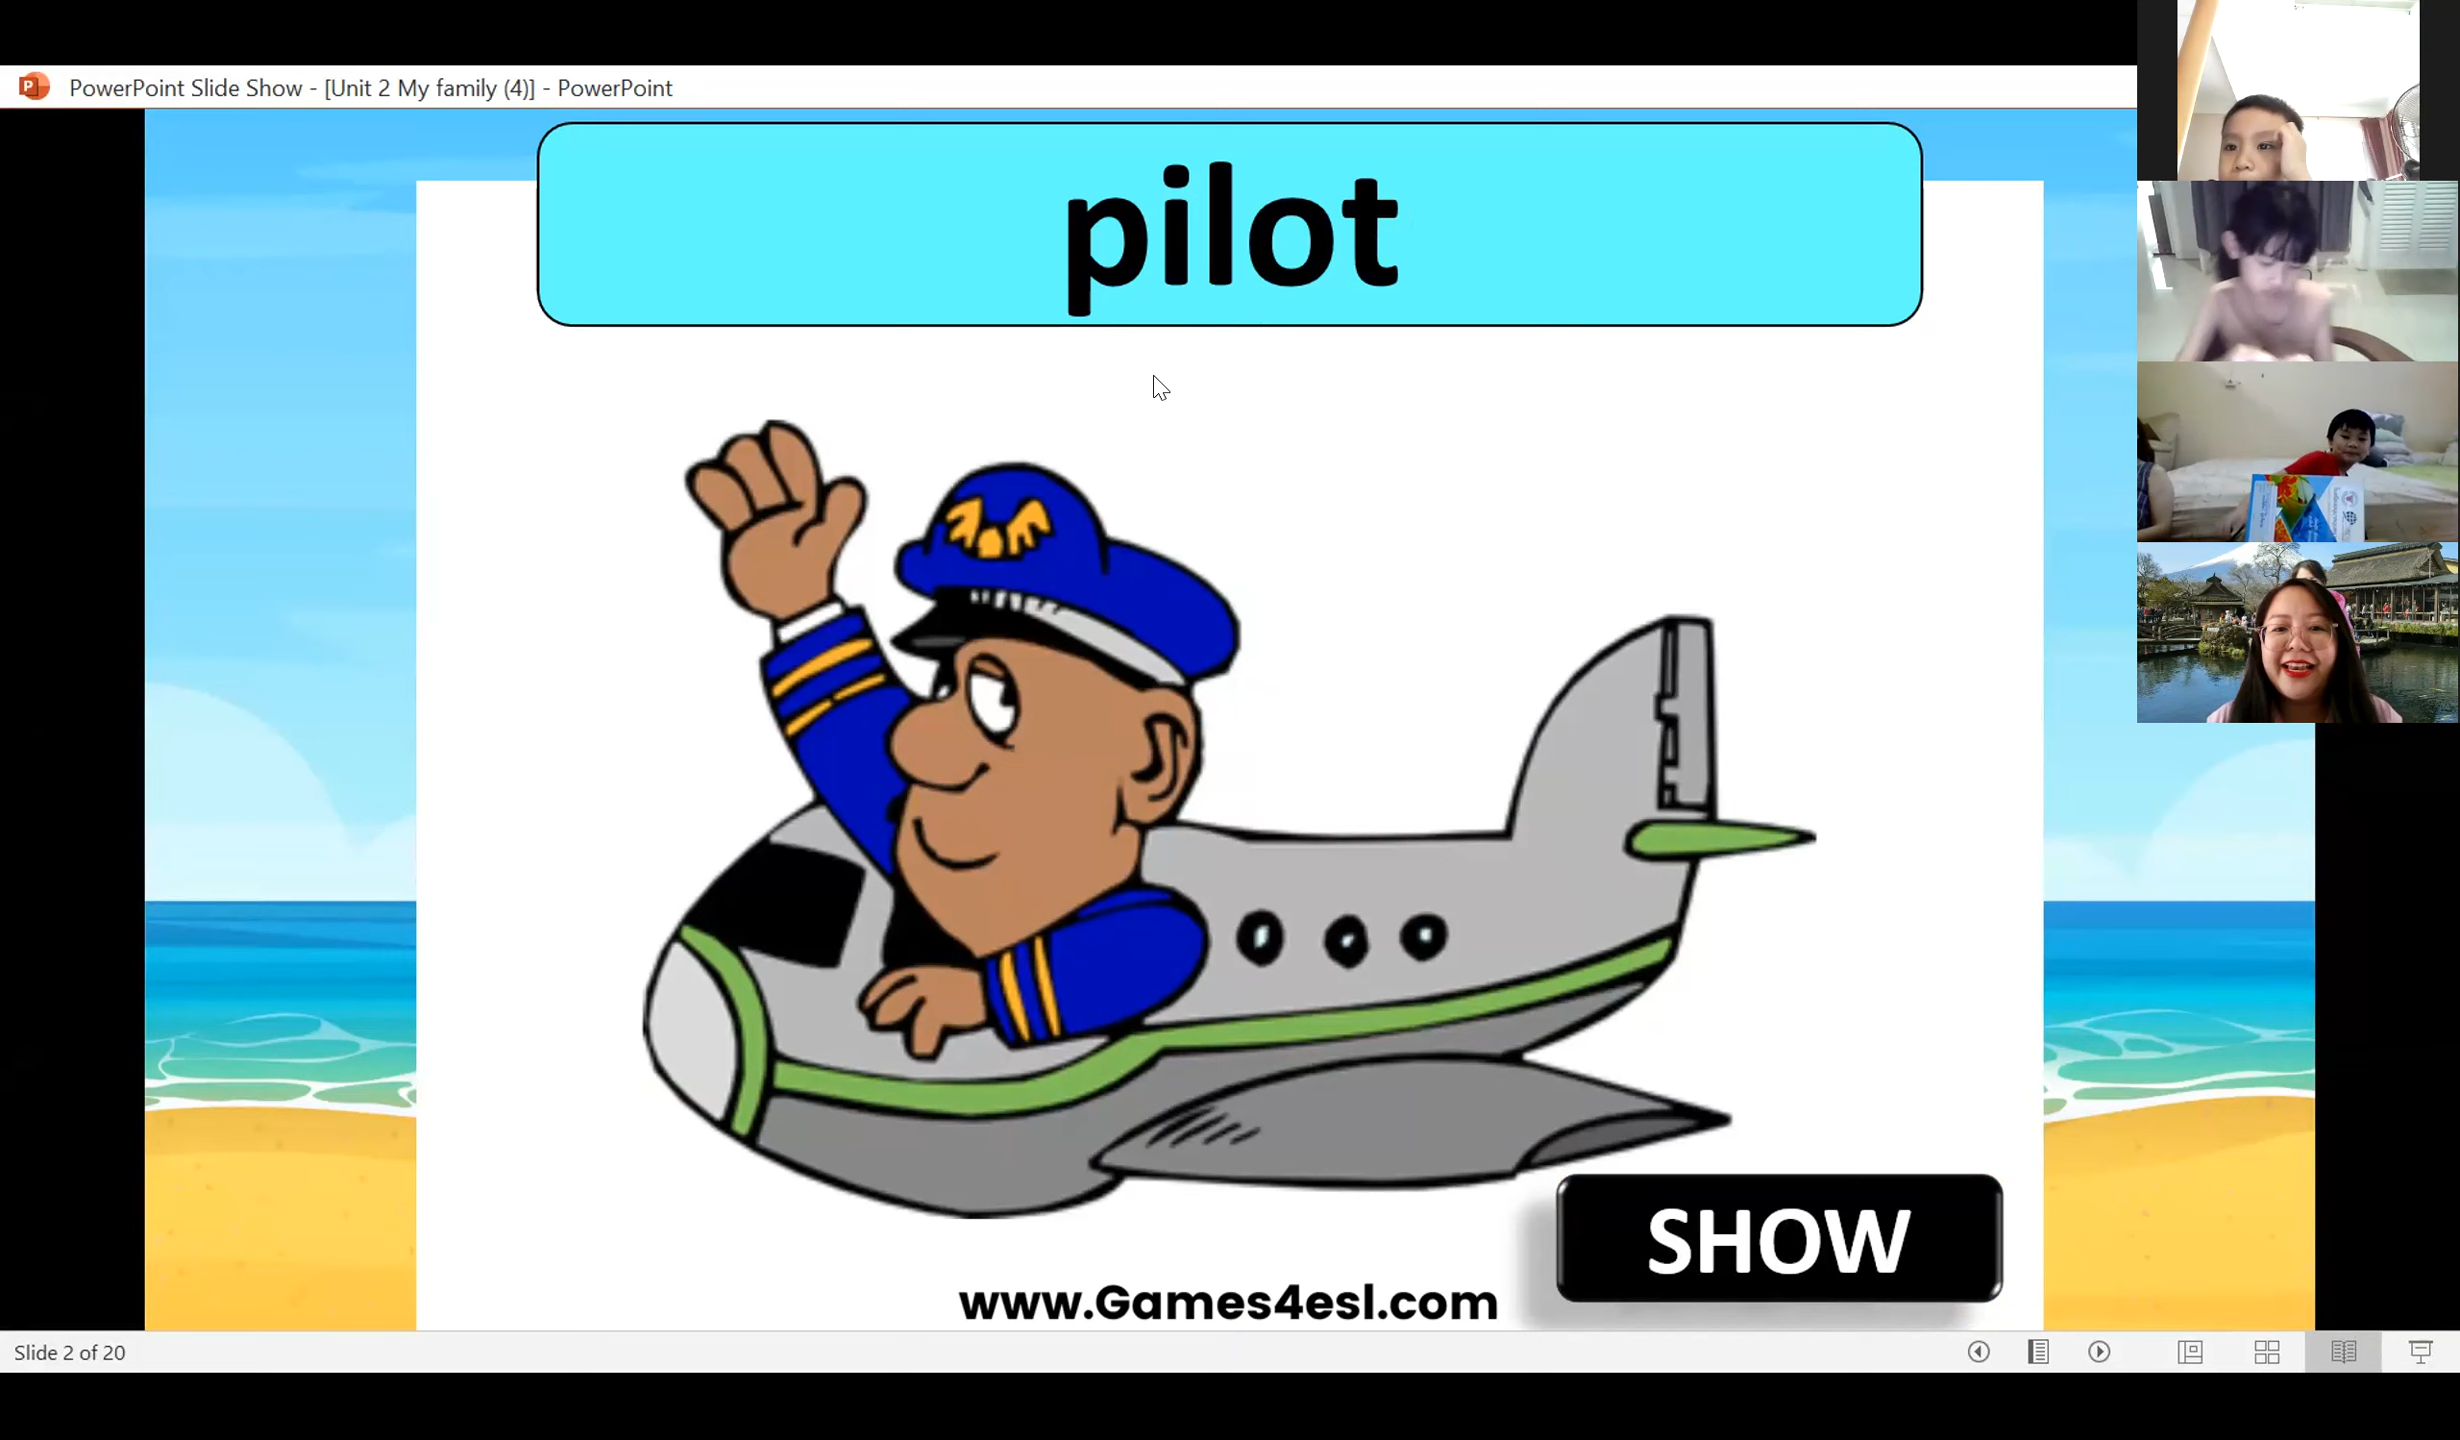 PowerPoint Slide Show - [Unit 2 My family (4)] - PowerPoint
pilot
SHOW
www.Games4esl.com
Slide 2 of 20